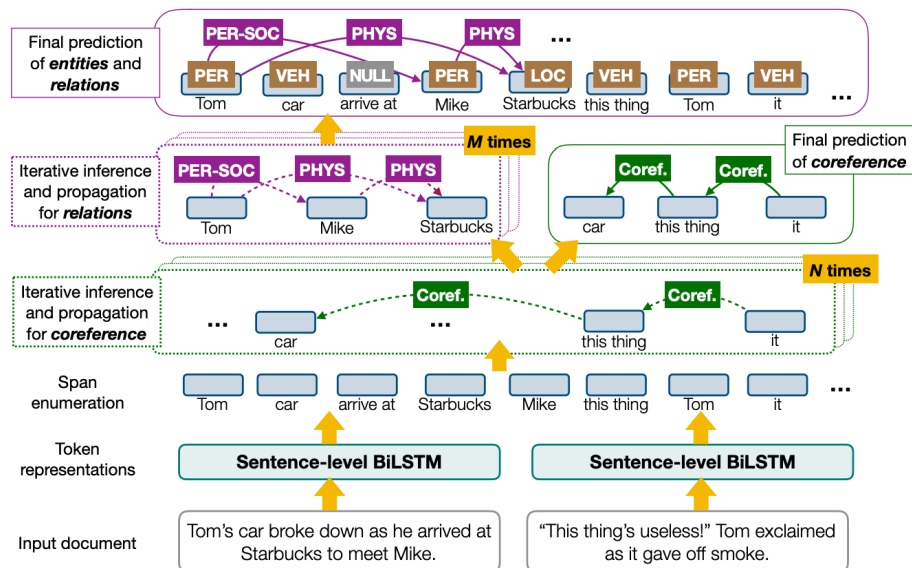 Final prediction
of entities and
relations
PER-SOC PHYS PHYS ...
PER VEH NULL PER LOC VEH PER VEH
Tom car arrive at Mike Starbucks this thing Tom it ...
M times
Iterative inference
and propagation
for relations
PER-SOC PHYS PHYS
Tom Mike Starbucks
Final prediction
of coreference
Coref. Coref.
car this thing it
N times
Iterative inference
and propagation
for coreference
Coref. Coref.
... car ... this thing it
Span
enumeration
Tom car arrive at Starbucks Mike this thing Tom it ...
Token
representations
Sentence-level BiLSTM Sentence-level BiLSTM
Input document
Tom's car broke down as he arrived at
Starbucks to meet Mike.
“This thing's useless!” Tom exclaimed
as it gave off smoke.